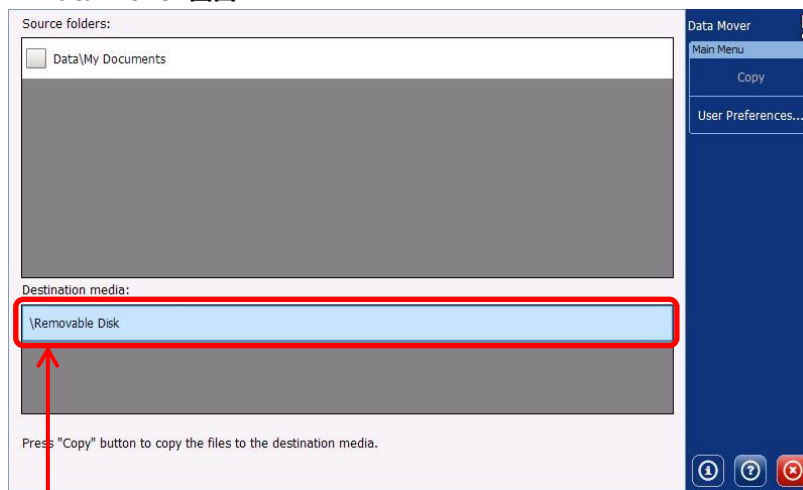 Source folders:
Data Mover
Main Menu
Data\My Documents
Copy
User Preferences...
Destination media:
\Removable Disk
Press "Copy" button to copy the files to the destination media.